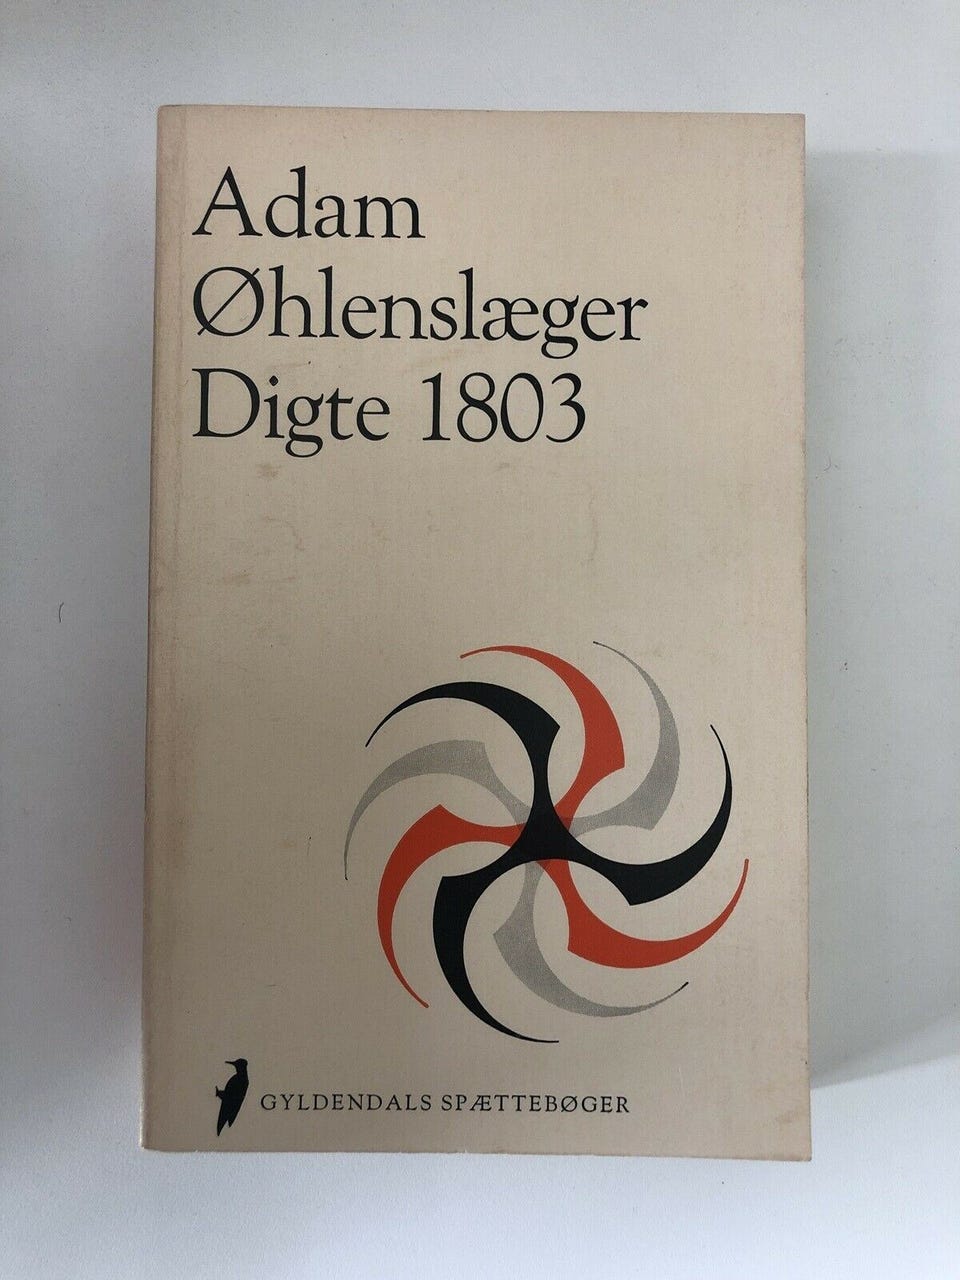 Adam
Øhlenslæger
Digte 1803
GYLDENDALS SPÆTTEBØGER